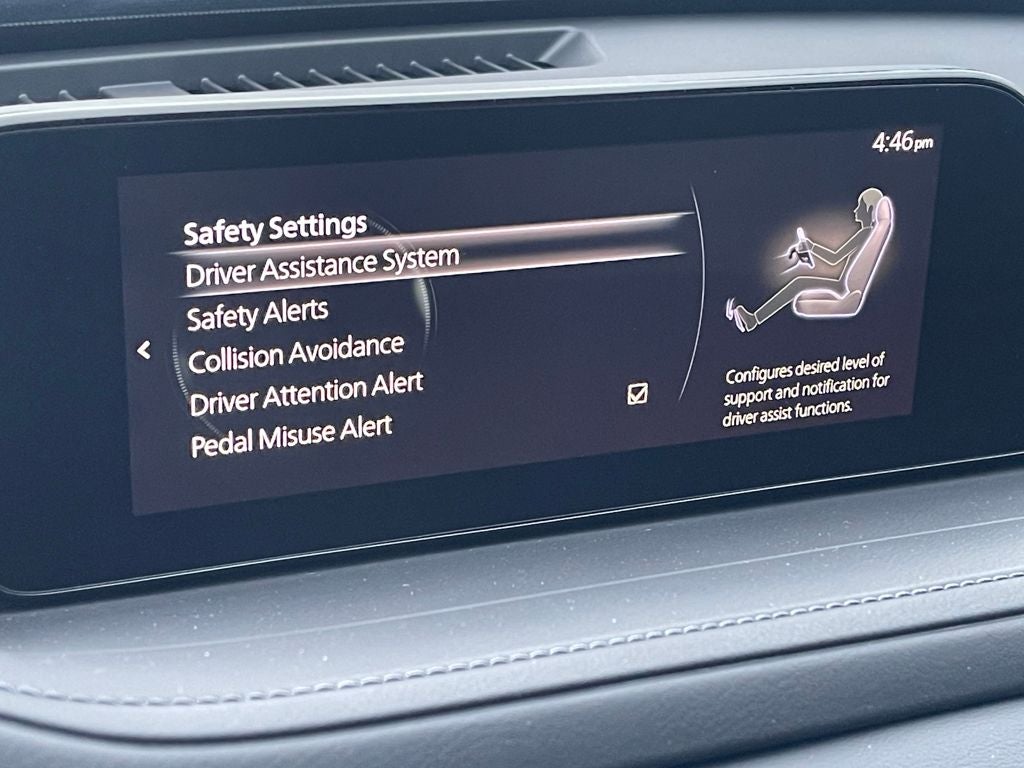 4:46pm
Safety Settings
Driver Assistance System
Safety Alerts
Collision Avoidance
Driver Attention Alert
Pedal Misuse Alert
Configures desired level of
support and notification for
driver assist functions.